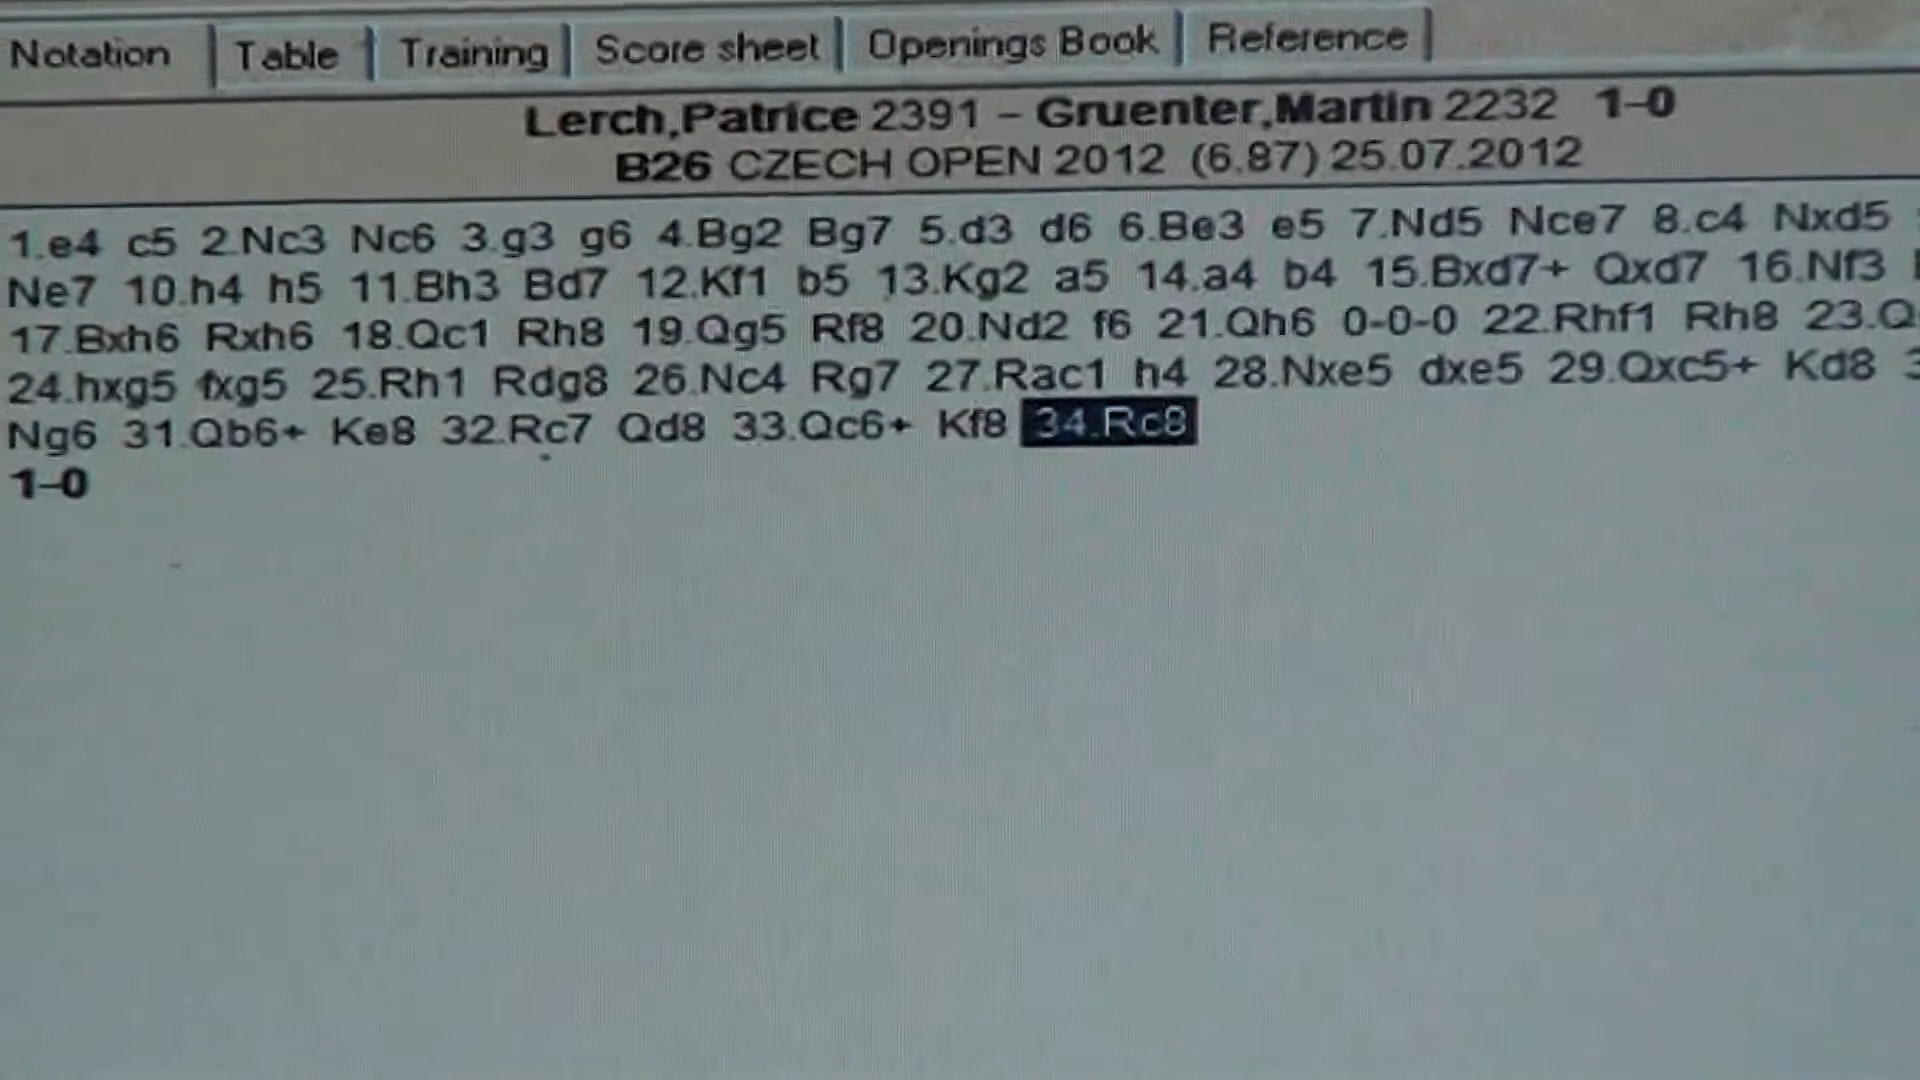 Notation Table Training Score sheet Openings Book Reference
Lerch,Patrice 2391 – Gruenter,Martin 2232 1–0
B26 CZECH OPEN 2012 (6.87) 25.07.2012
1.e4 c5 2.Nc3 Nc6 3.g3 g6 4.Bg2 Bg7 5.d3 d6 6.Be3 e5 7.Nd5 Nce7 8.c4 Nxd5
Ne7 10.h4 h5 11.Bh3 Bd7 12.Kf1 b5 13.Kg2 a5 14.a4 b4 15.Bxd7+ Qxd7 16.Nf3
17.Bxh6 Rxh6 18.Qc1 Rh8 19.Qg5 Rf8 20.Nd2 f6 21.Qh6 0-0-0 22.Rhf1 Rh8
24.hxg5 fxg5 25.Rh1 Rdg8 26.Nc4 Rg7 27.Rac1 h4 28.Nxe5 dxe5 29.Qxc5+ Kd8
Ng6 31.Qb6+ Ke8 32.Rc7 Qd8 33.Qc6+ Kf8 34.Rc8
1–0